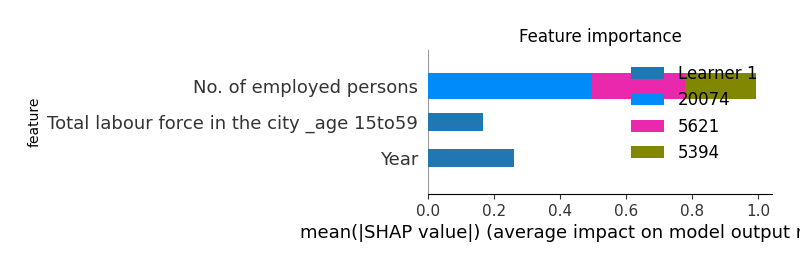 Feature importance
Learner 1
No. of employed persons
20074
Total labour force in the city _age 15to59
5621
5394
Year
feature
0.0 0.2 0.4 0.6 0.8 1.0
mean(|SHAP value|) (average impact on model output